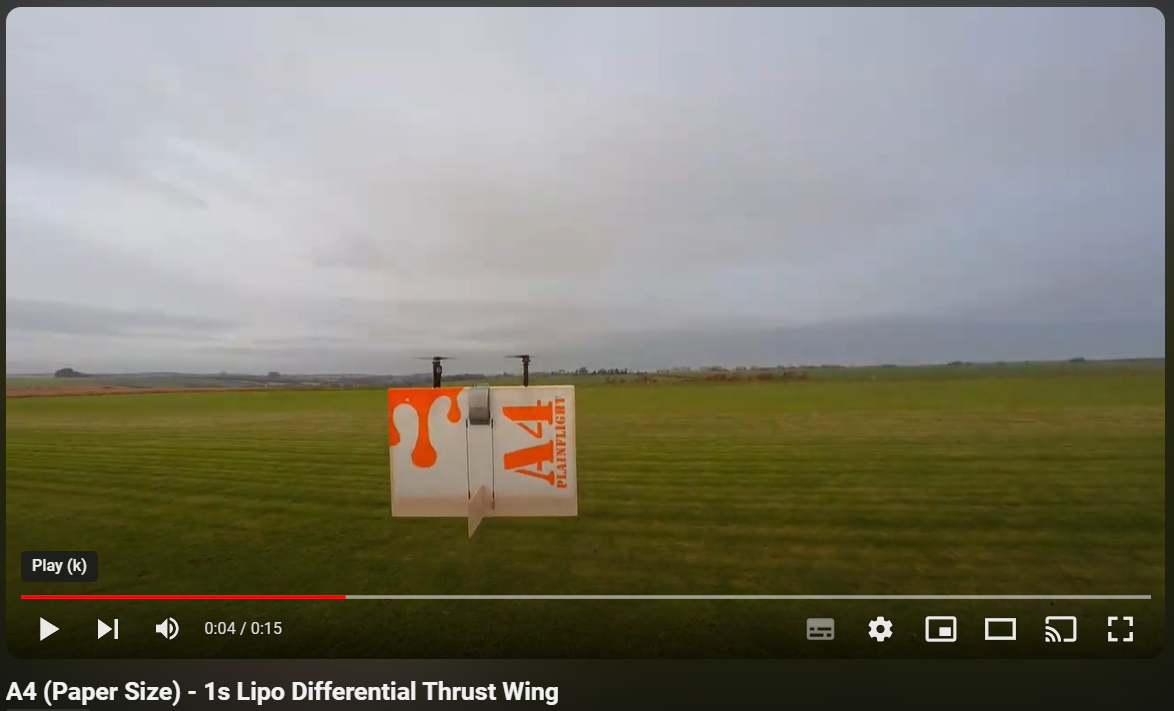 A4
PLAINFLIGHT
Play (k)
0:04 / 0:15
A4 (Paper Size) - 1s Lipo Differential Thrust Wing